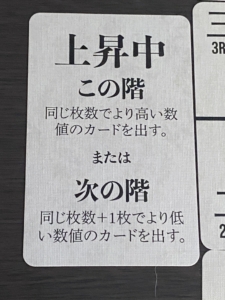 上昇中
この階
同じ枚数でより高い数
値のカードを出す。
または
次の階
同じ枚数+1枚でより低
い数値のカードを出す。
3R
2